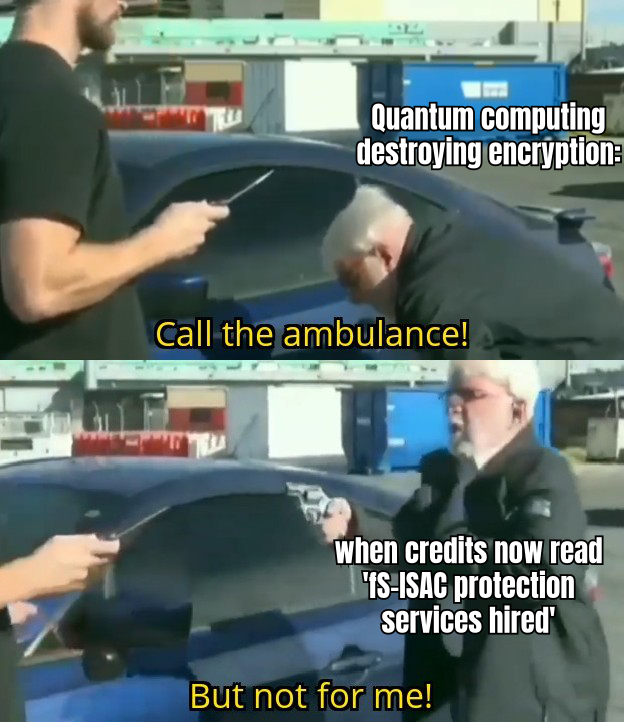 Quantum computing
destroying encryption:
Call the ambulance!
when credits now read
'fS-ISAC protection
services hired'
But not for me!